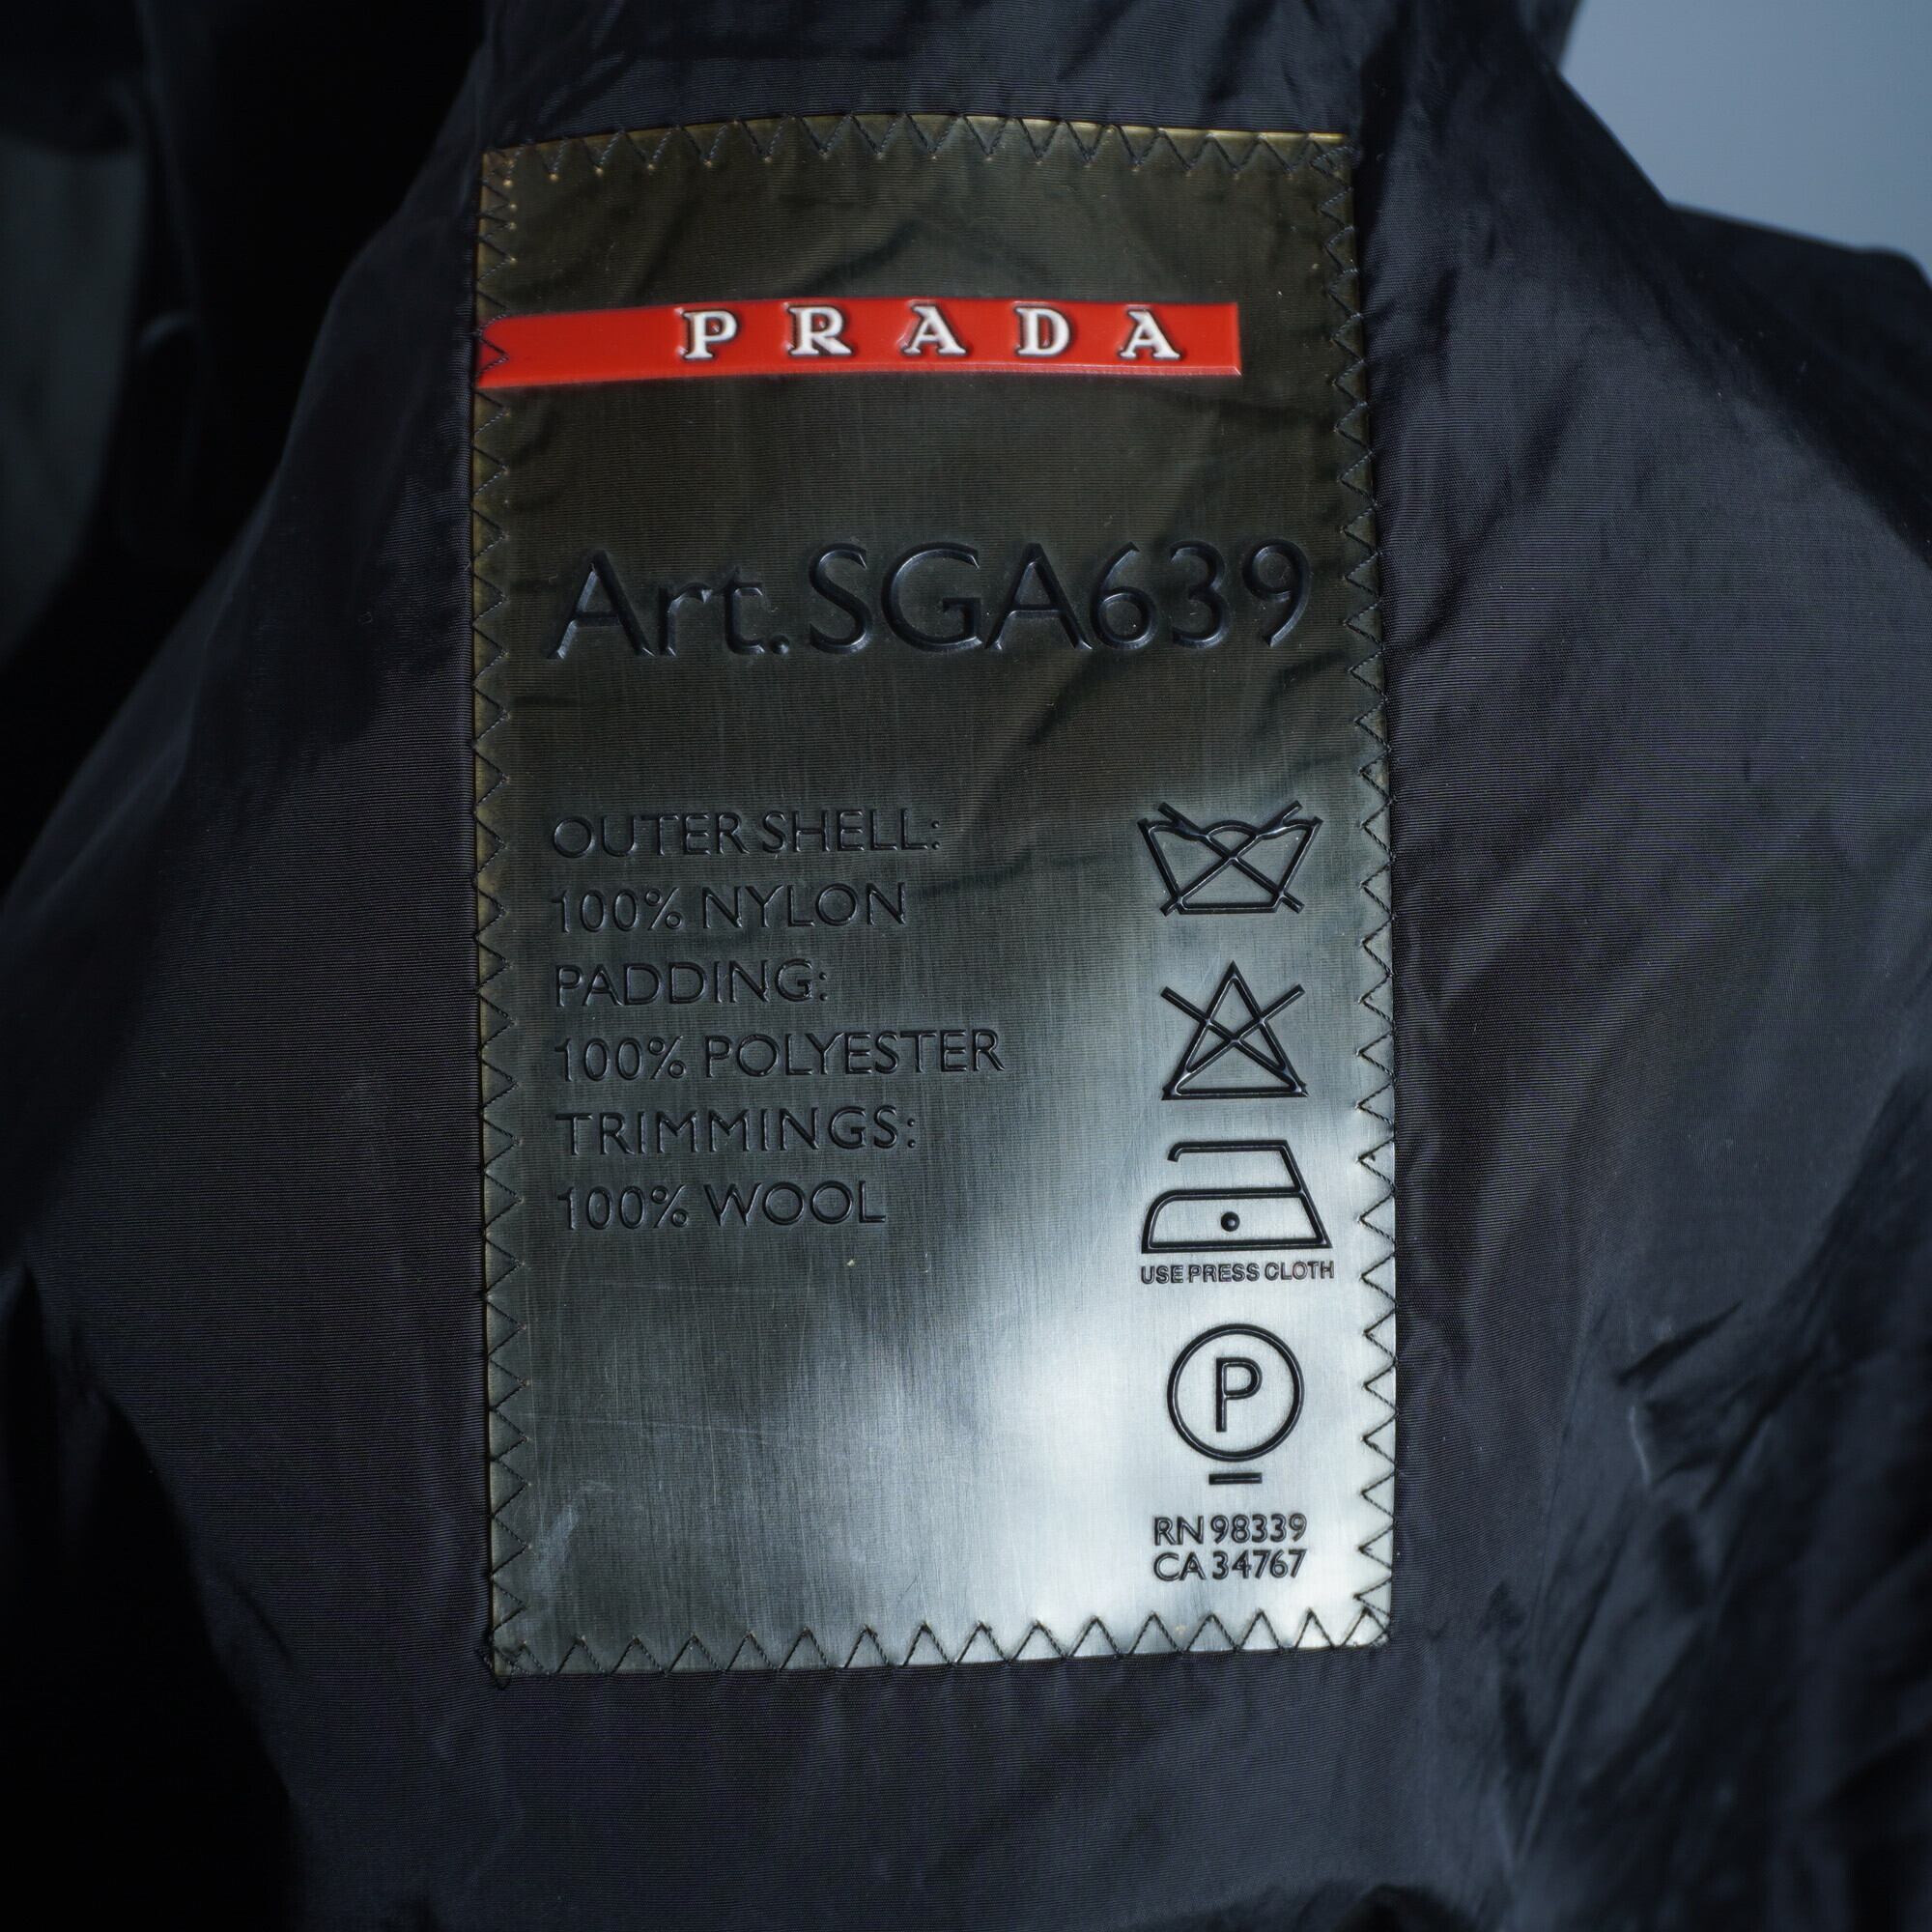 PRADA
Art.SGA639
OUTER SHELL:
100% NYLON
PADDING:
100% POLYESTER
TRIMMINGS:
100% WOOL
USE PRESS CLOTH
P
RN 98339
CA 34767